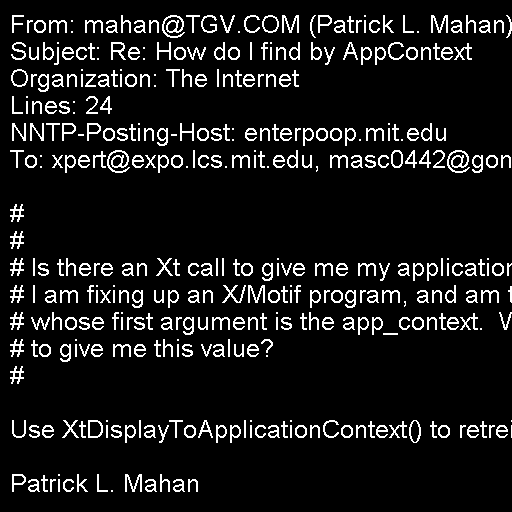 From: mahan@TGV.COM (Patrick L. Mahan)
Subject: Re: How do I find by AppContext
Organization: The Internet
Lines: 24
NNTP-Posting-Host: enterpoop.mit.edu
To: xpert@expo.lcs.mit.edu, masc0442@gon
#
#
# Is there an Xt call to give me my application
# I am fixing up an X/Motif program, and am t
# whose first argument is the app_context.
# to give me this value?
#
Use XtDisplayToApplicationContext() to retrei
Patrick L. Mahan